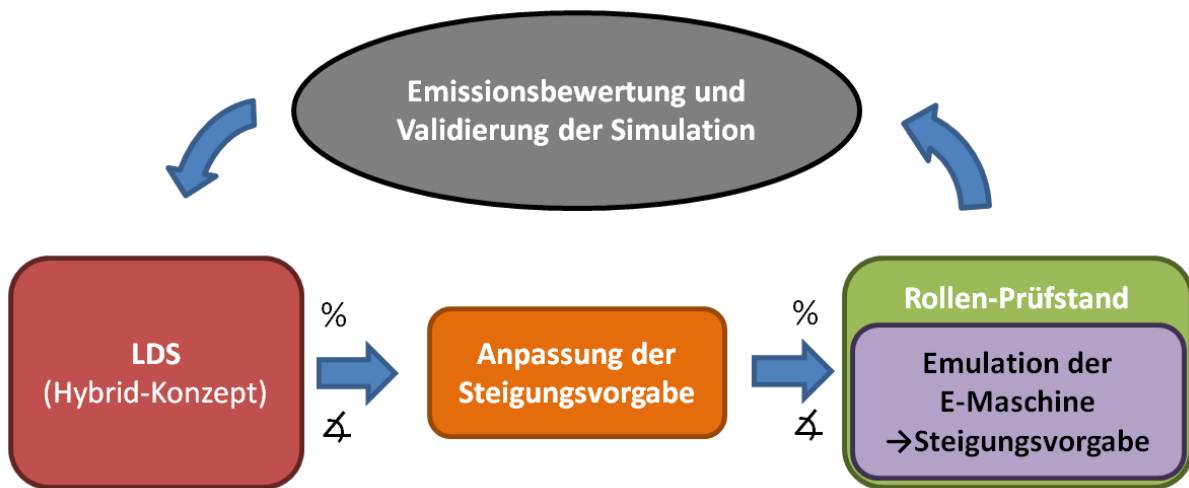 Emissionsbewertung und
Validierung der Simulation
LDS
(Hybrid-Konzept)
%
∡
Anpassung der
Steigungsvorgabe
%
∡
Rollen-Prüfstand
Emulation der
E-Maschine
→Steigungsvorgabe